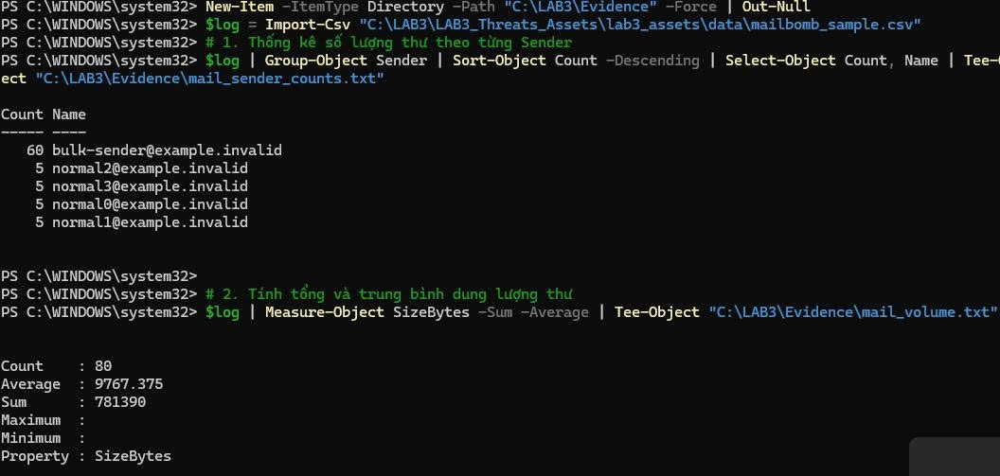 PS C:\WINDOWS\system32> New-Item -ItemType Directory -Path "C:\LAB3\Evidence" -Force | Out-Null
PS C:\WINDOWS\system32> $log = Import-Csv "C:\LAB3\LAB3_Threats_Assets\lab3_assets\data\mailbomb_sample.csv"
PS C:\WINDOWS\system32> # 1. Thống kê số lượng thư theo từng Sender
PS C:\WINDOWS\system32> $log | Group-Object Sender | Sort-Object Count -Descending | Select-Object Count, Name | Tee-
ect "C:\LAB3\Evidence\mail_sender_counts.txt"
Count Name
----- ----
60 bulk-sender@example.invalid
5 normal2@example.invalid
5 normal3@example.invalid
5 normal0@example.invalid
5 normal1@example.invalid
PS C:\WINDOWS\system32>
PS C:\WINDOWS\system32> # 2. Tính tổng và trung bình dung lượng thư
PS C:\WINDOWS\system32> $log | Measure-Object SizeBytes -Sum -Average | Tee-Object "C:\LAB3\Evidence\mail_volume.txt"
Count : 80
Average : 9767.375
Sum : 781390
Maximum :
Minimum :
Property : SizeBytes